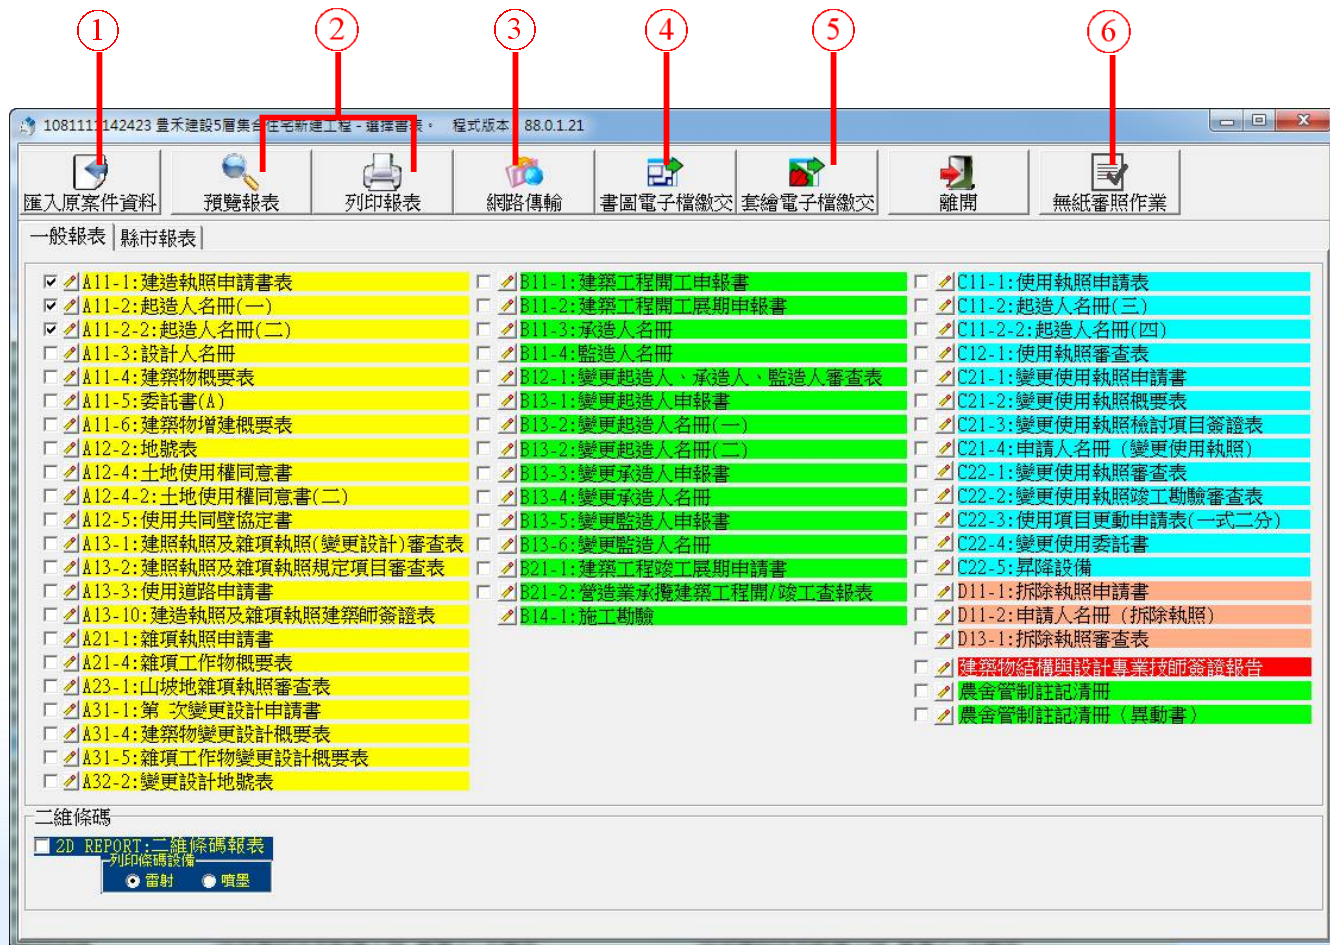 1
2
3
4
5
6
1081111142423 豊禾建設5層集合住宅新建工程 - 選擇書表。 程式版本 88.0.1.21
匯入原案件資料
預覽報表
列印報表
網路傳輸
書圖電子檔繳交
套繪電子檔繳交
離開
無紙審照作業
一般報表
縣市報表
A11-1:建造執照申請書表
A11-2:起造人名冊(一)
A11-2-2:起造人名冊(二)
A11-3:設計人名冊
A11-4:建築物概要表
A11-5:委託書(A)
A11-6:建築物增建概要表
A12-2:地號表
A12-4:土地使用權同意書
A12-4-2:土地使用權同意書(二)
A12-5:使用共同壁協定書
A13-1:建照執照及雜項執照(變更設計)審查表
A13-2:建照執照及雜項執照規定項目審查表
A13-3:使用道路申請書
A13-10:建造執照及雜項執照建築師簽證表
A21-1:雜項執照申請書
A21-4:雜項工作物概要表
A23-1:山坡地雜項執照審查表
A31-1:第 次變更設計申請書
A31-4:建築物變更設計概要表
A31-5:雜項工作物變更設計概要表
A32-2:變更設計地號表
B11-1:建築工程開工申報書
B11-2:建築工程開工展期申報書
B11-3:承造人名冊
B11-4:監造人名冊
B12-1:變更起造人、承造人、監造人審查表
B13-1:變更起造人申報書
B13-2:變更起造人名冊(一)
B13-2:變更起造人名冊(二)
B13-3:變更承造人申報書
B13-4:變更承造人名冊
B13-5:變更監造人申報書
B13-6:變更監造人名冊
B21-1:建築工程竣工展期申請書
B21-2:營造業承攬建築工程開/竣工查報表
B14-1:施工勘驗
C11-1:使用執照申請表
C11-2:起造人名冊(三)
C11-2-2:起造人名冊(四)
C12-1:使用執照審查表
C21-1:變更使用執照申請書
C21-2:變更使用執照概要表
C21-3:變更使用執照檢討項目簽證表
C21-4:申請人名冊（變更使用執照)
C22-1:變更使用執照審查表
C22-2:變更使用執照竣工勘驗審查表
C22-3:使用項目更動申請表(一式二分)
C22-4:變更使用委託書
C22-5:昇降設備
D11-1:拆除執照申請書
D11-2:申請人名冊（拆除執照)
D13-1:拆除執照審查表
建築物結構與設計專業技師簽證報告
農舍管制註記清冊
農舍管制註記清冊（異動書）
二維條碼
2D REPORT:二維條碼報表
列印條碼設備
雷射
噴墨